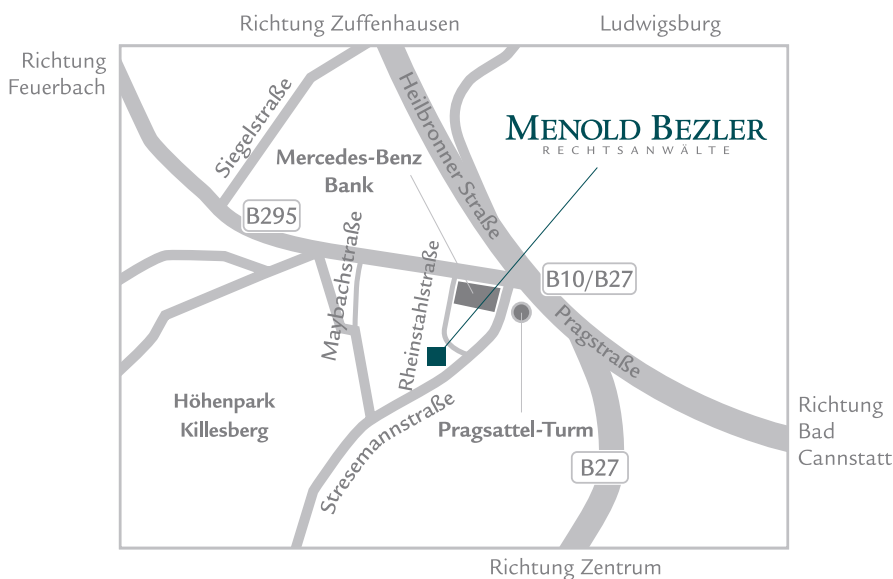 Richtung Zuffenhausen
Ludwigsburg
Richtung
Feuerbach
Siegelstraße
Heilbronner Straße
MENOLD BEZLER
RECHTSANWÄLTE
Mercedes-Benz
Bank
B295
Maybachstraße
Rheinstahlstraße
B10/B27
Pragstraße
Höhenpark
Killesberg
Stresemannstraße
Pragsattel-Turm
Richtung
Bad
Cannstatt
B27
Richtung Zentrum